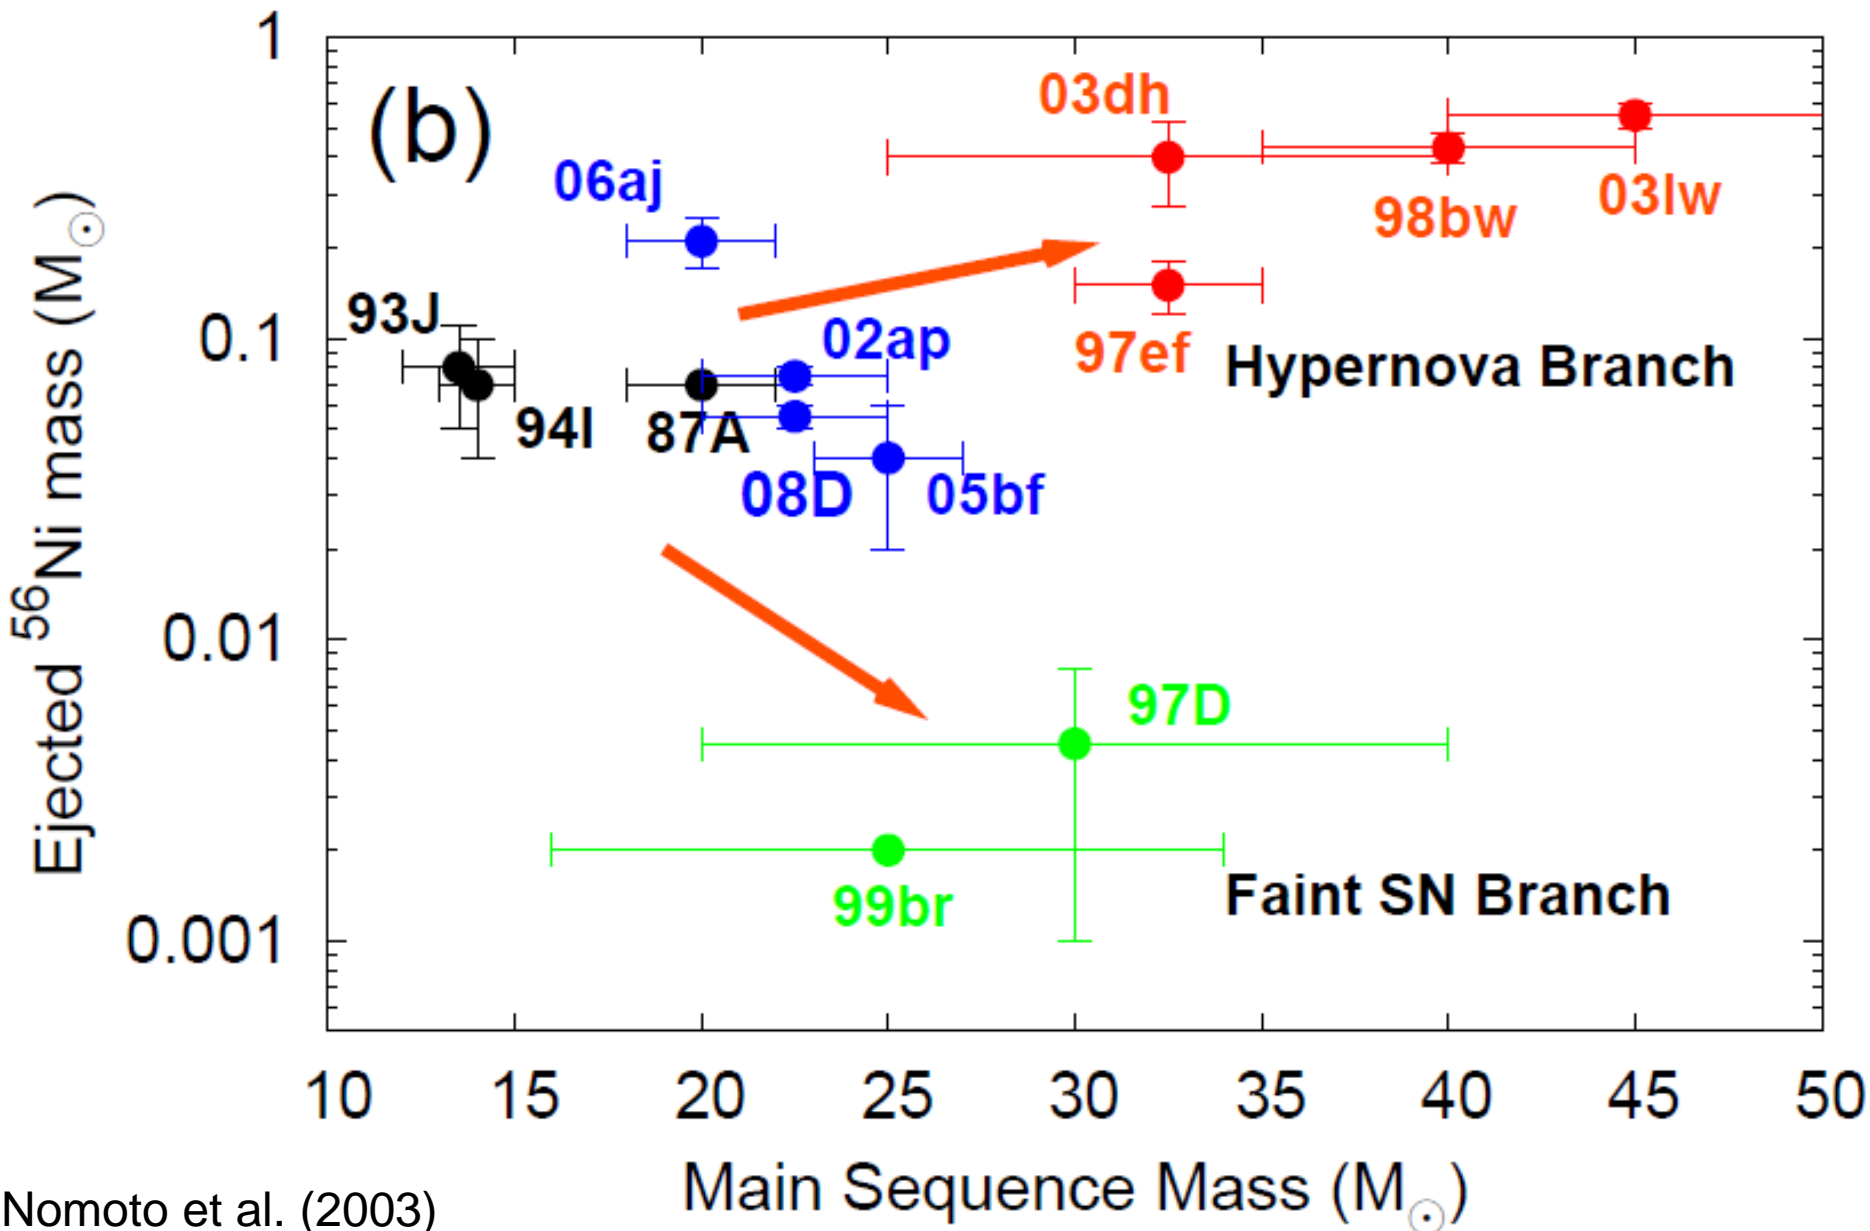 1
(b)
03dh
06aj
03lw
98bw
93J
0.1
02ap
97ef
Hypernova Branch
94I
87A
08D
05bf
0.01
97D
99br
Faint SN Branch
0.001
Ejected ⁵⁶Ni mass (M☉)
10 15 20 25 30 35 40 45 50
Main Sequence Mass (M☉)
Nomoto et al. (2003)